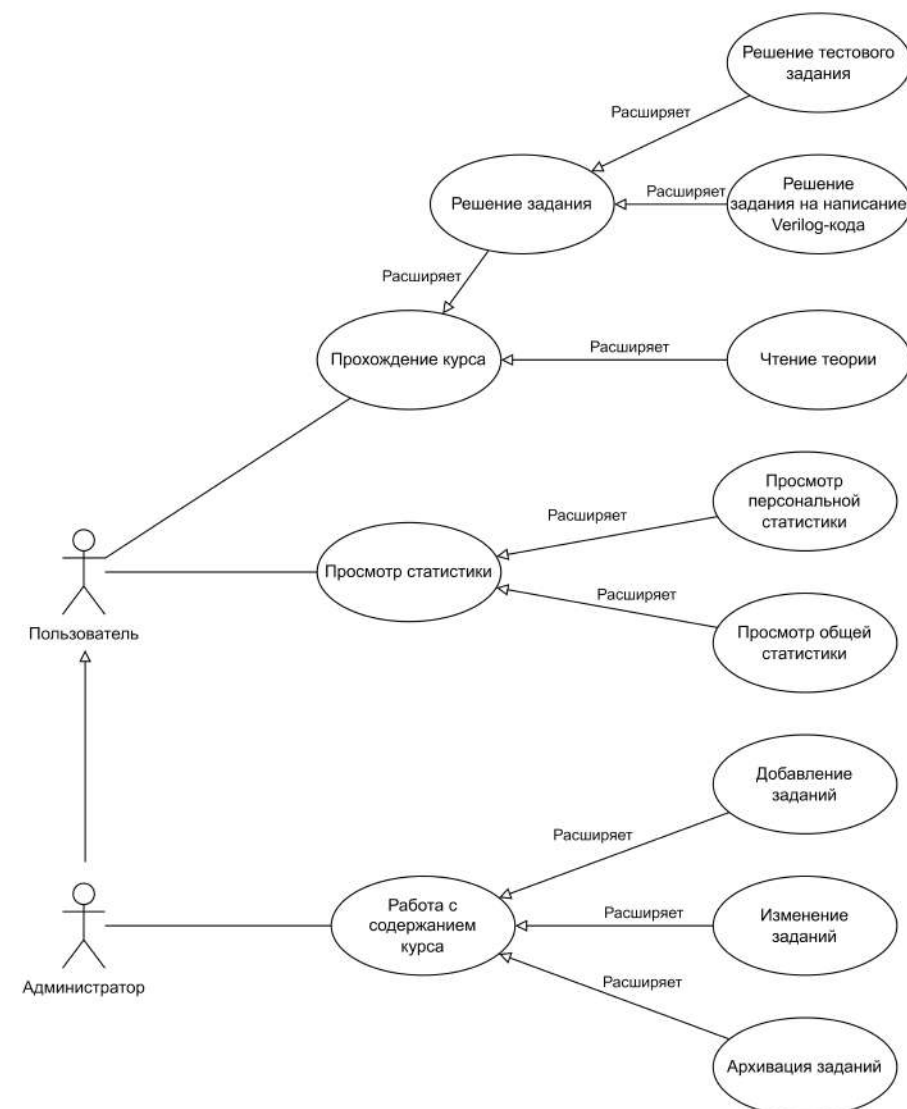 Решение тестового
задания
Расширяет
Решение задания
Расширяет
Решение
задания на написание
Verilog-кода
Расширяет
Прохождение курса
Расширяет
Чтение теории
Просмотр
персональной
статистики
Расширяет
Просмотр статистики
Расширяет
Пользователь
Просмотр общей
статистики
Добавление
заданий
Расширяет
Работа с
содержанием
курса
Расширяет
Изменение
заданий
Расширяет
Администратор
Архивация заданий